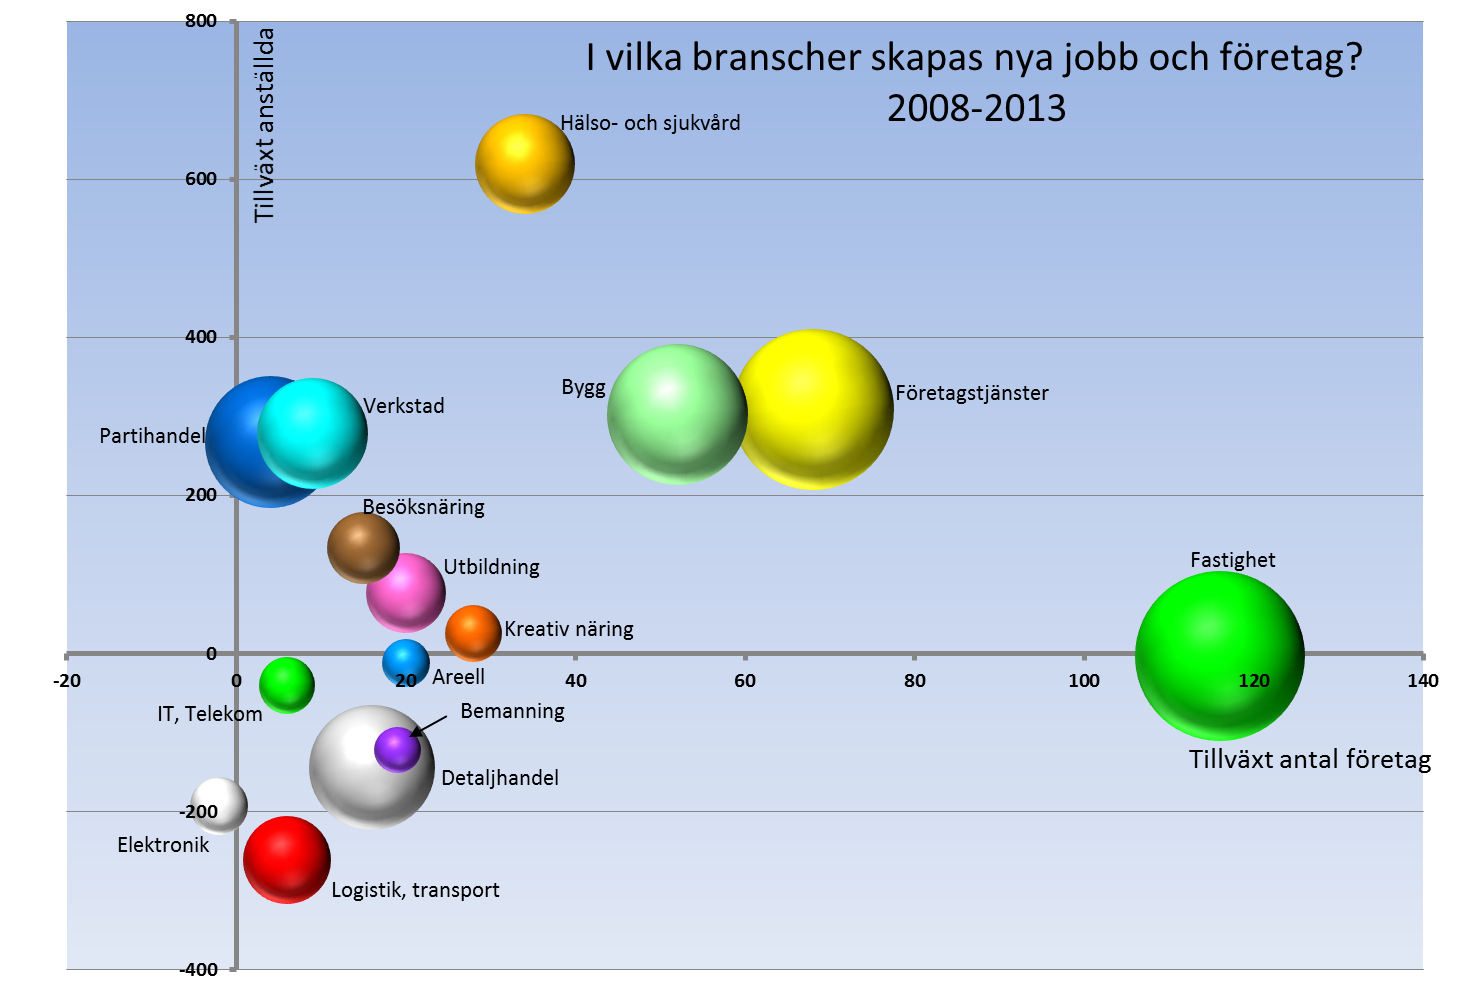 I vilka branscher skapas nya jobb och företag?
2008-2013
Tillväxt anställda
800
600
400
200
0
-200
-400
Hälso- och sjukvård
Bygg
Företagstjänster
Verkstad
Partihandel
Besöksnäring
Utbildning
Kreativ näring
Fastighet
-20
0
20
40
60
80
100
120
140
Areell
IT, Telekom
Bemanning
Tillväxt antal företag
Detaljhandel
Elektronik
Logistik, transport